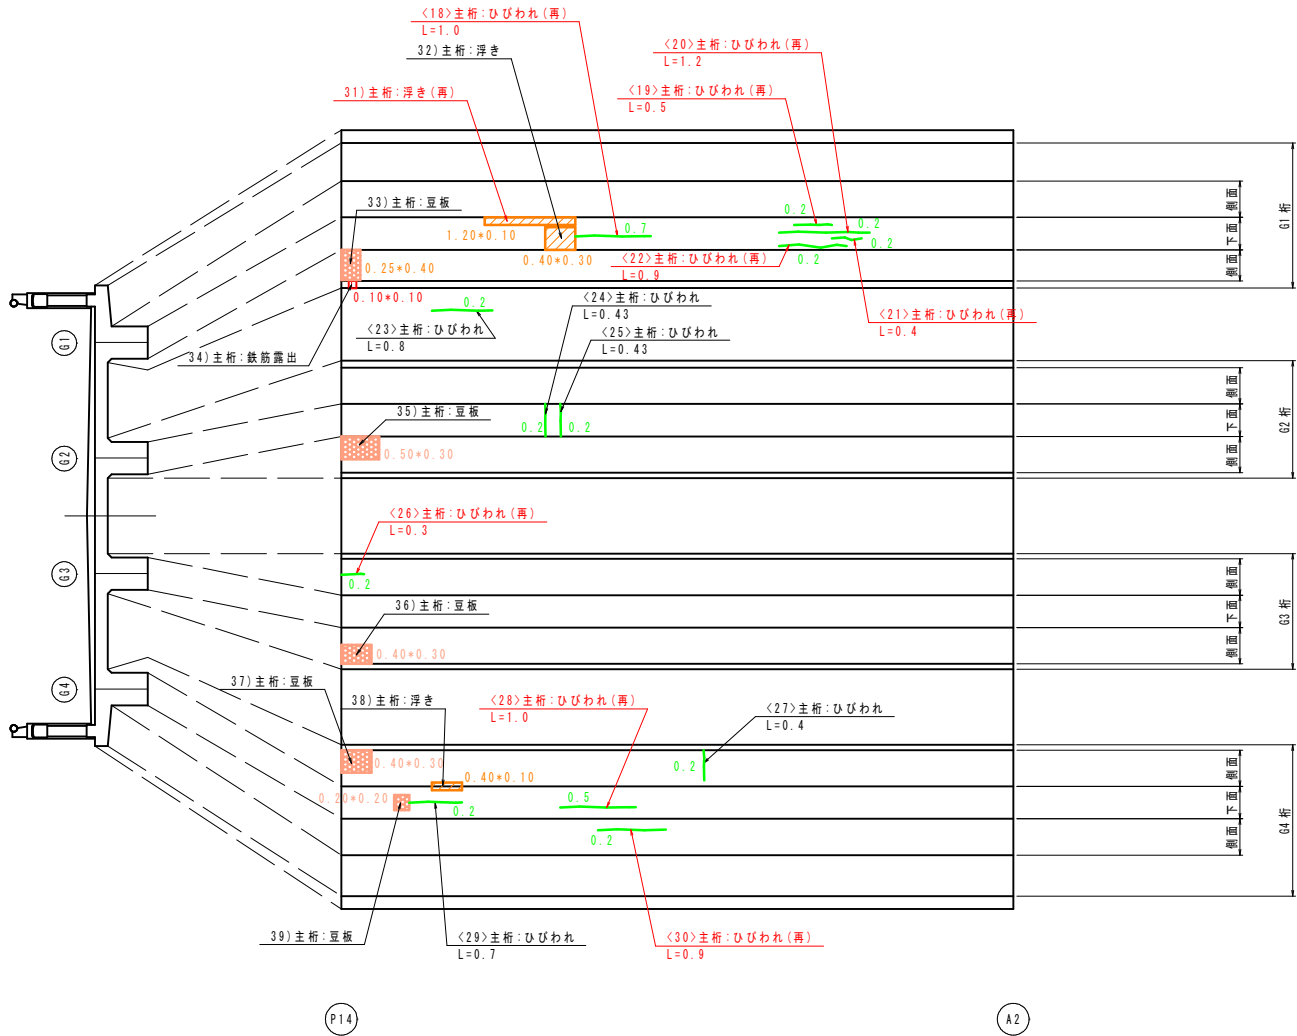 <18>主桁:ひびわれ(再)
L=1.0
32)主桁:浮き
<20>主桁:ひびわれ(再)
L=1.2
31)主桁:浮き(再)
<19>主桁:ひびわれ(再)
L=0.5
33)主桁:豆板
0.2
0.2
0.7
1.20*0.10
0.2
0.40*0.30
<22>主桁:ひびわれ(再)
L=0.9
0.2
0.25*0.40
0.10*0.10
<24>主桁:ひびわれ
L=0.43
0.2
<21>主桁:ひびわれ(再)
L=0.4
<23>主桁:ひびわれ
L=0.8
<25>主桁:ひびわれ
L=0.43
34)主桁:鉄筋露出
側面
下面
側面
G1桁
G1
35)主桁:豆板
0.2
0.2
0.50*0.30
側面
下面
側面
G2桁
G2
<26>主桁:ひびわれ(再)
L=0.3
0.2
G3
36)主桁:豆板
0.40*0.30
側面
下面
側面
G3桁
37)主桁:豆板
G4
38)主桁:浮き
<28>主桁:ひびわれ(再)
L=1.0
<27>主桁:ひびわれ
L=0.4
0.40*0.30
0.40*0.10
0.2
0.20*0.20
0.2
0.5
0.2
側面
下面
側面
G4桁
39)主桁:豆板
<29>主桁:ひびわれ
L=0.7
<30>主桁:ひびわれ(再)
L=0.9
P14
A2